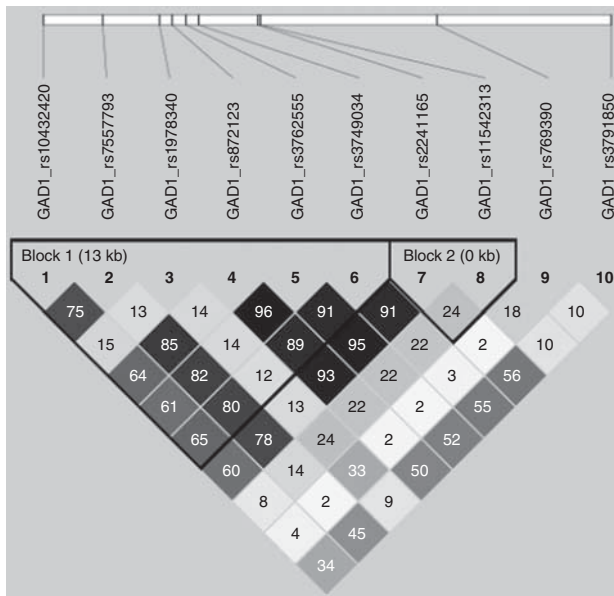 GAD1_rs10432420
GAD1_rs7557793
GAD1_rs1978340
GAD1_rs872123
GAD1_rs3762555
GAD1_rs3749034
GAD1_rs2241165
GAD1_rs11542313
GAD1_rs769390
GAD1_rs3791850
Block 1 (13 kb) Block 2 (0 kb)
1 2 3 4 5 6 7 8 9 10
75 13 14 96 91 91 24 18 10
15 85 14 89 95 22 2 10
64 82 12 93 22 3 56
61 80 13 22 2 55
65 78 24 2 52
60 14 33 50
8 2 9
4 45
34